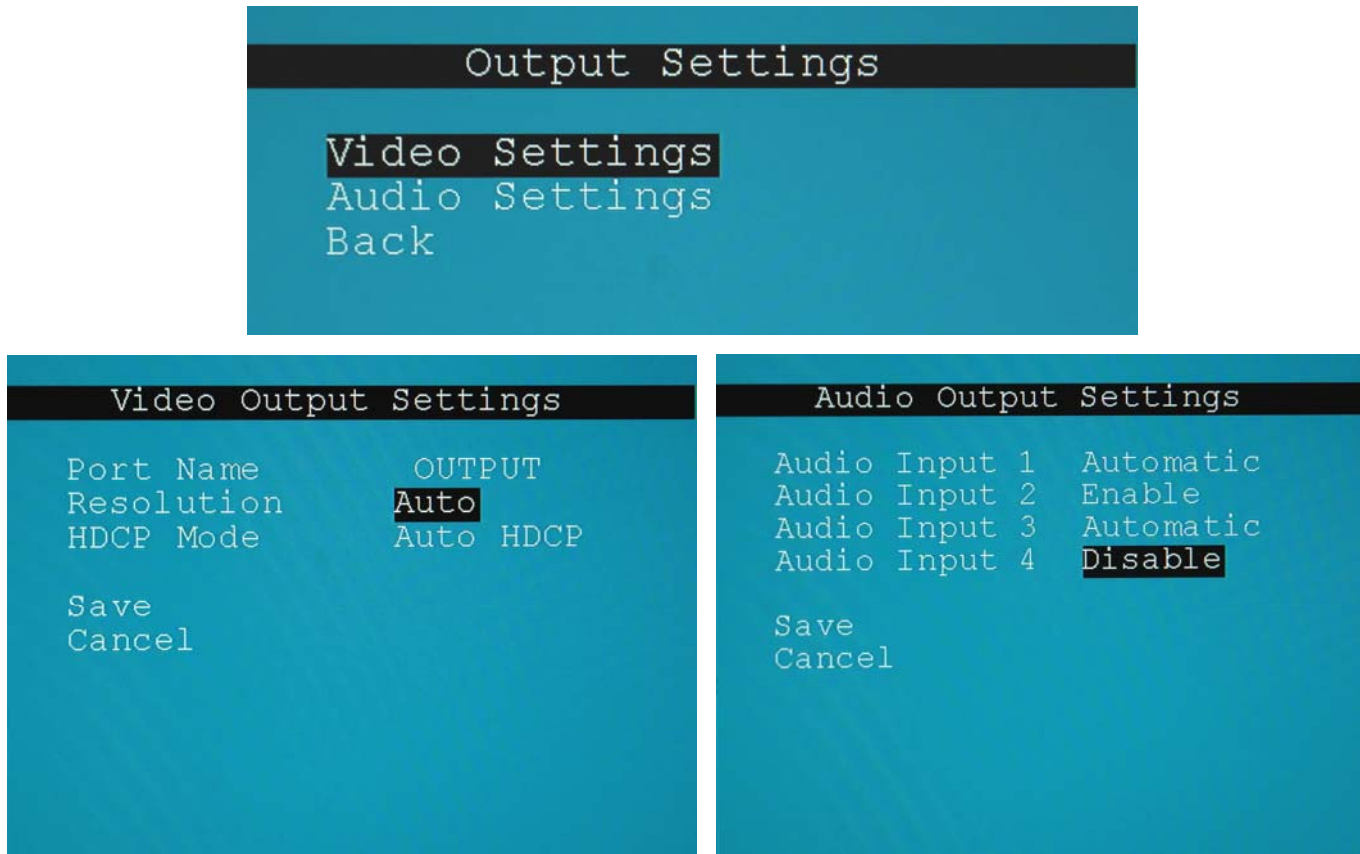 Output Settings
Video Settings
Audio Settings
Back
Video Output Settings
Port Name OUTPUT
Resolution Auto
HDCP Mode Auto HDCP
Save
Cancel
Audio Output Settings
Audio Input 1 Automatic
Audio Input 2 Enable
Audio Input 3 Automatic
Audio Input 4 Disable
Save
Cancel